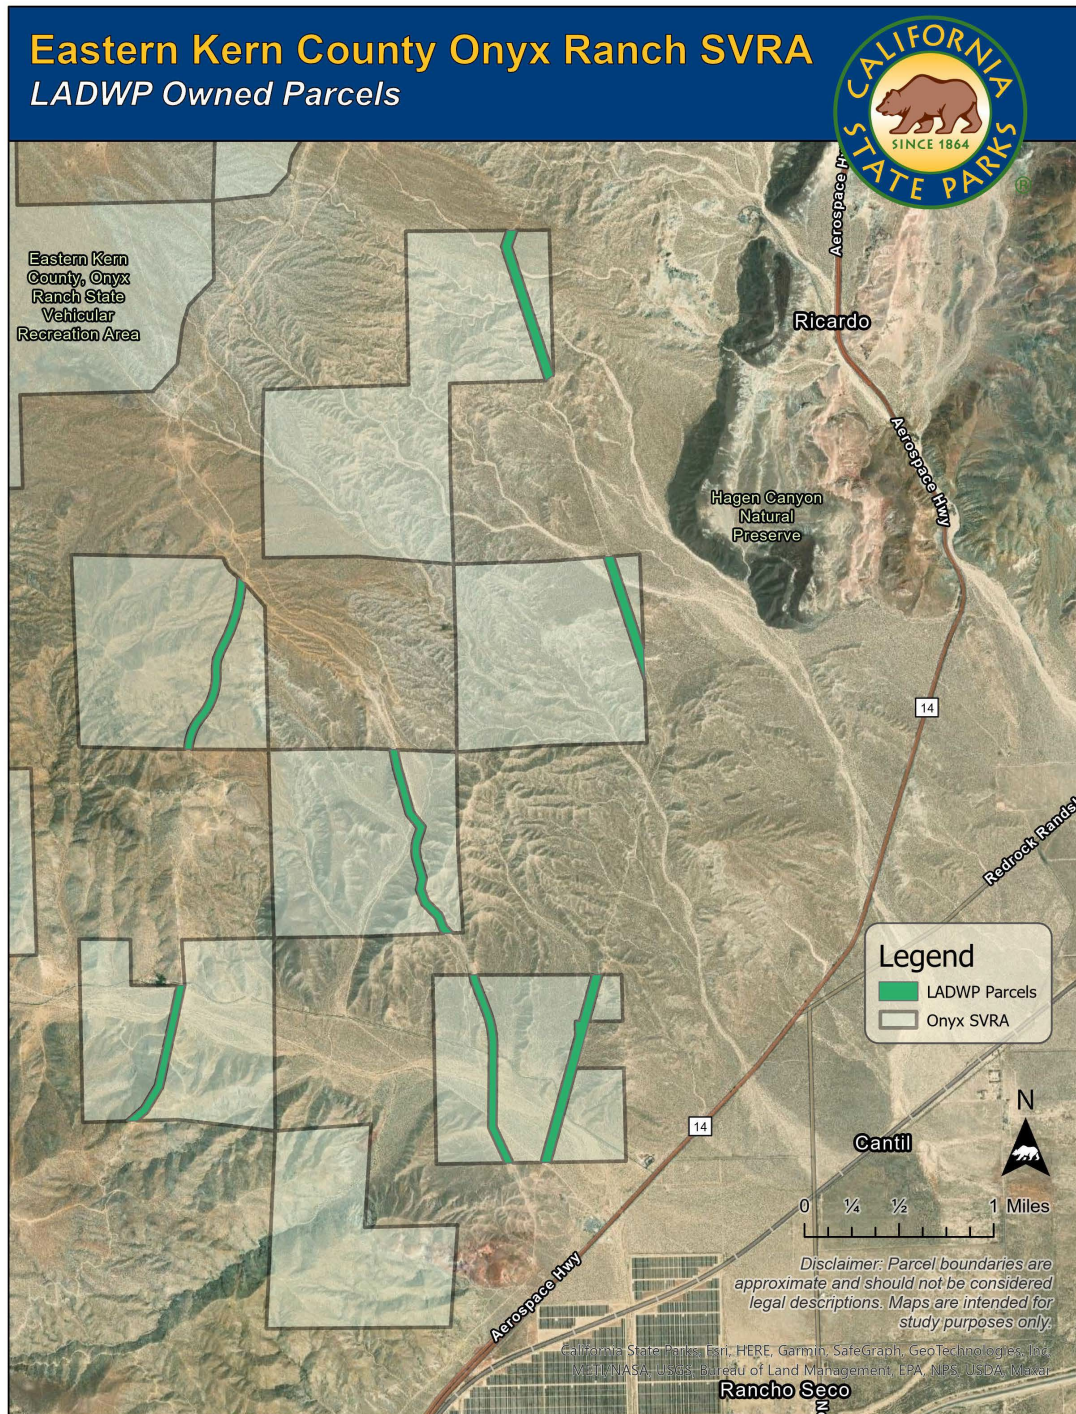 Eastern Kern County Onyx Ranch SVRA
LADWP Owned Parcels
CALIFORNIA
SINCE 1864
STATE PARKS
®
Aerospace H
Eastern Kern
County, Onyx
Ranch State
Vehicular
Recreation Area
Ricardo
Aerospace Hwy
Hagen Canyon
Natural
Preserve
14
Redrock Rands
Legend
LADWP Parcels
Onyx SVRA
14
Cantil
N
0 ¼ ½ 1 Miles
Disclaimer: Parcel boundaries are
approximate and should not be considered
legal descriptions. Maps are intended for
study purposes only.
Aerospace Hwy
California State Parks, Esri, HERE, Garmin, SafeGraph, GeoTechnologies, Inc,
METI/NASA, USGS, Bureau of Land Management, EPA, NPS, USDA, Maxar
Rancho Seco